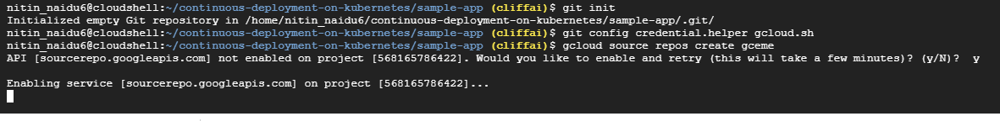 nitin_naidu6@cloudshell:~/continuous-deployment-on-kubernetes/sample-app (cliffai)$ git init
Initialized empty Git repository in /home/nitin_naidu6/continuous-deployment-on-kubernetes/sample-app/.git/
nitin_naidu6@cloudshell:~/continuous-deployment-on-kubernetes/sample-app (cliffai)$ git config credential.helper gcloud.sh
nitin_naidu6@cloudshell:~/continuous-deployment-on-kubernetes/sample-app (cliffai)$ gcloud source repos create gceme
API [sourcerepo.googleapis.com] not enabled on project [568165786422]. Would you like to enable and retry (this will take a few minutes)? (y/N)?  y
Enabling service [sourcerepo.googleapis.com] on project [568165786422]...